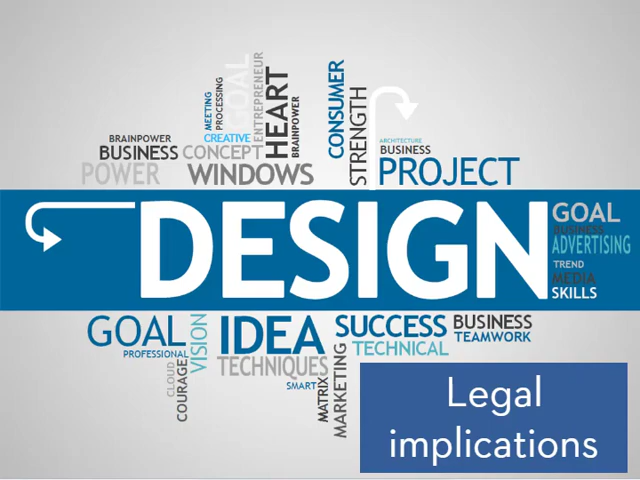 MEETING
PROCESSING
GOAL
ENTREPRENEUR
HEART
BRAINPOWER
CONSUMER
STRENGTH
CREATIVE
BRAINPOWER
BUSINESS
CONCEPT
POWER
WINDOWS
ARCHITECTURE
BUSINESS
PROJECT
DESIGN
GOAL
BUSINESS
ADVERTISING
TREND
MEDIA
SKILLS
GOAL
PROFESSIONAL
CLOUD
COURAGE
VISION
IDEA
TECHNIQUES
SMART
MATRIX
MARKETING
SUCCESS
TECHNICAL
BUSINESS
TEAMWORK
Legal
implications